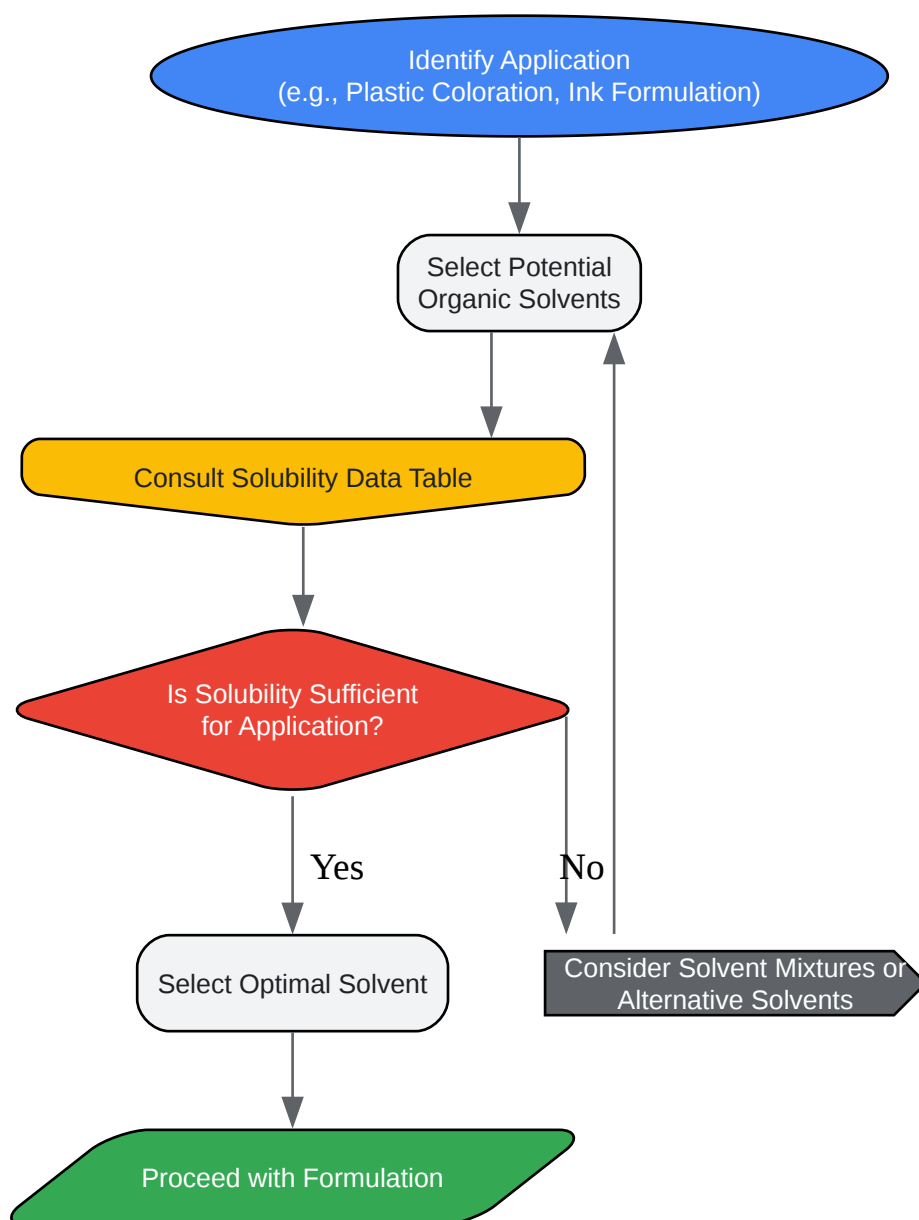 Identify Application
(e.g., Plastic Coloration, Ink Formulation)
Select Potential
Organic Solvents
Consult Solubility Data Table
Is Solubility Sufficient
for Application?
Yes
No
Select Optimal Solvent
Consider Solvent Mixtures or
Alternative Solvents
Proceed with Formulation